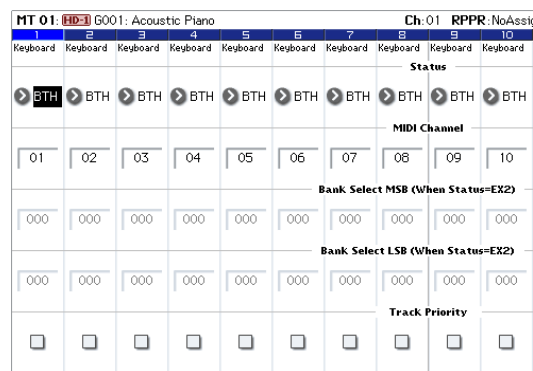 MT 01: HD-1 G001: Acoustic Piano Ch:01 RPPR:NoAssi
1 2 3 4 5 6 7 8 9 10
Keyboard Keyboard Keyboard Keyboard Keyboard Keyboard Keyboard Keyboard Keyboard Keyboard
Status
BTH BTH BTH BTH BTH BTH BTH BTH BTH BTH
MIDI Channel
01 02 03 04 05 06 07 08 09 10
Bank Select MSB (When Status=EX2)
000 000 000 000 000 000 000 000 000 000
Bank Select LSB (When Status=EX2)
000 000 000 000 000 000 000 000 000 000
Track Priority